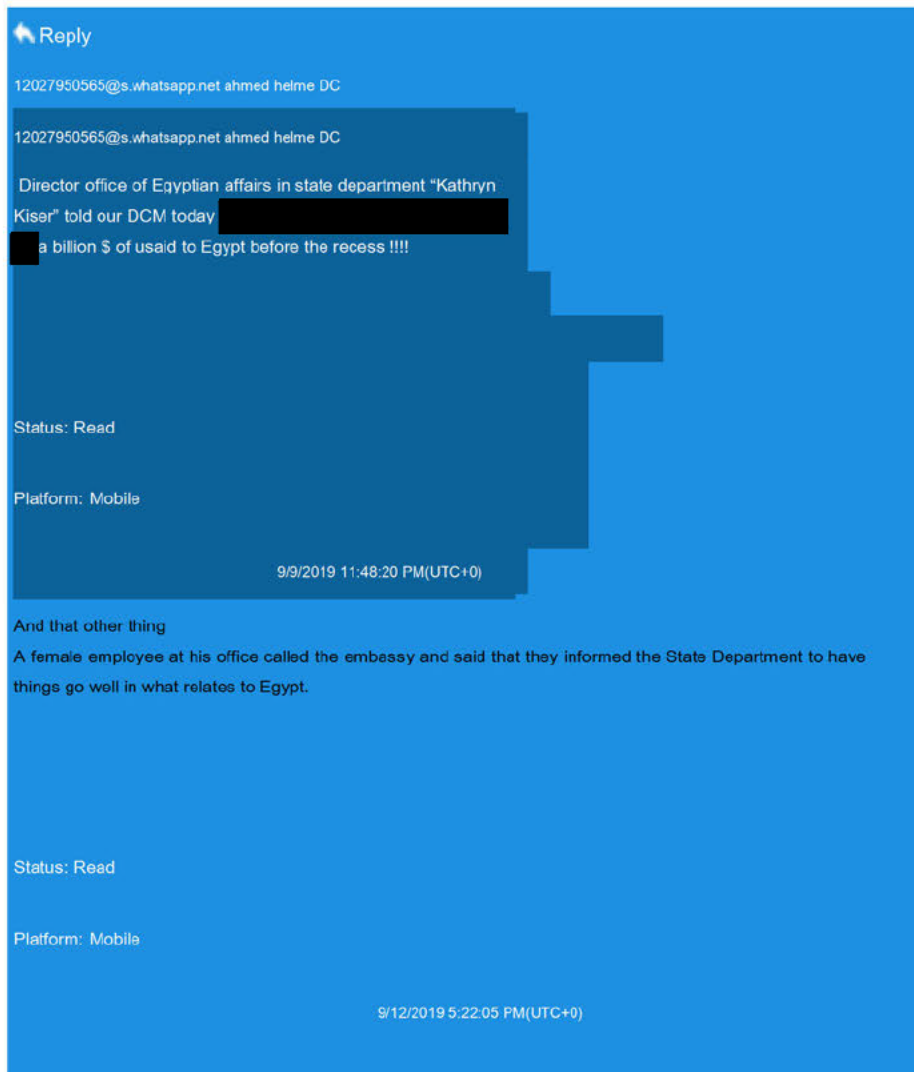 Reply
12027950565@s.whatsapp.net ahmed helme DC
12027950565@s.whatsapp.net ahmed helme DC
Director office of Egyptian affairs in state department “Kathryn
Kiser” told our DCM today
a billion $ of usaid to Egypt before the recess !!!!
Status: Read
Platform: Mobile
9/9/2019 11:48:20 PM(UTC+0)
And that other thing
A female employee at his office called the embassy and said that they informed the State Department to have
things go well in what relates to Egypt.
Status: Read
Platform: Mobile
9/12/2019 5:22:05 PM(UTC+0)